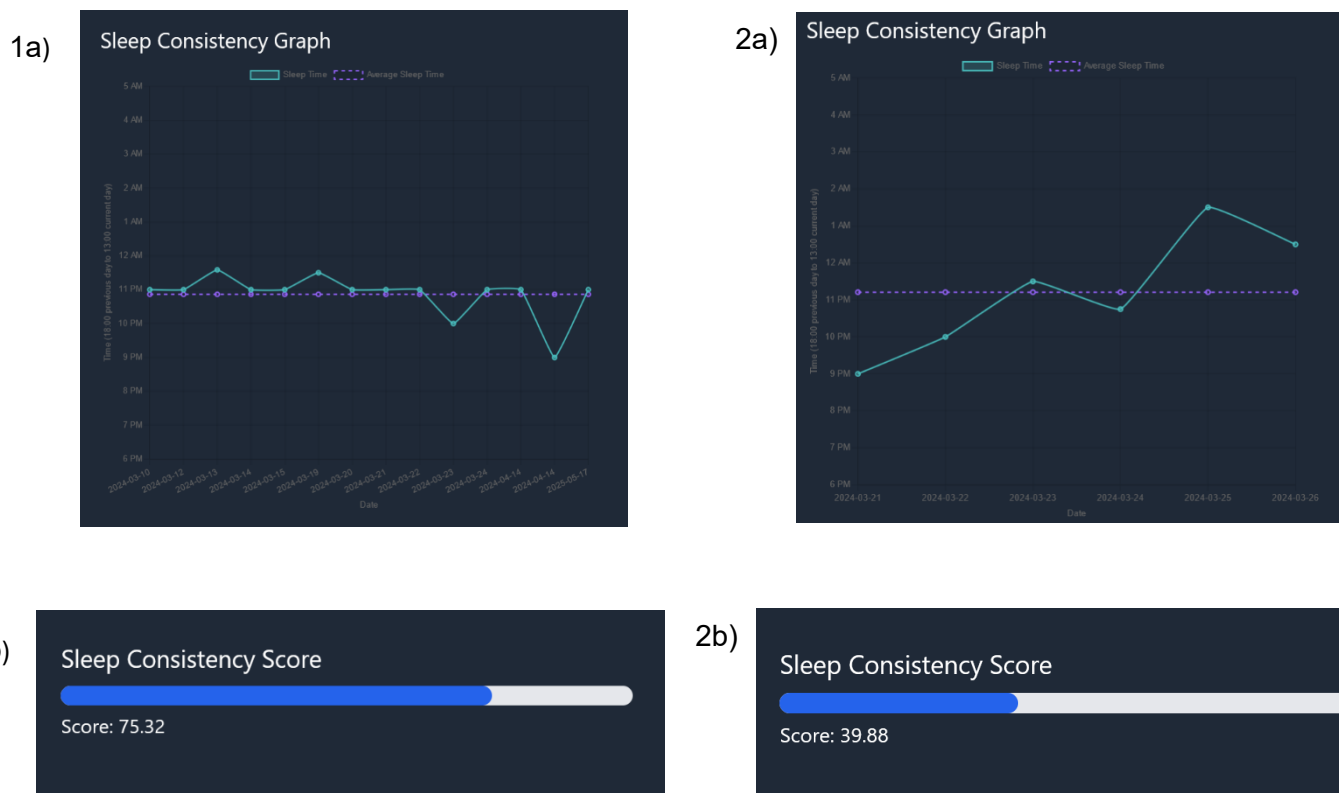 1a)
Sleep Consistency Graph
Sleep Time Average Sleep Time
5 AM
4 AM
3 AM
2 AM
1 AM
12 AM
11 PM
10 PM
9 PM
8 PM
7 PM
6 PM
Time (18:00 previous day to 13:00 current day)
2024-03-10
2024-03-12
2024-03-13
2024-03-14
2024-03-15
2024-03-19
2024-03-20
2024-03-21
2024-03-22
2024-03-23
2024-03-24
2024-04-14
2024-04-14
2025-05-17
Date
2a)
Sleep Consistency Graph
Sleep Time Average Sleep Time
5 AM
4 AM
3 AM
2 AM
1 AM
12 AM
11 PM
10 PM
9 PM
8 PM
7 PM
6 PM
Time (18:00 previous day to 13:00 current day)
2024-03-21 2024-03-22 2024-03-23 2024-03-24 2024-03-25 2024-03-26
Date
)
Sleep Consistency Score
Score: 75.32
2b)
Sleep Consistency Score
Score: 39.88